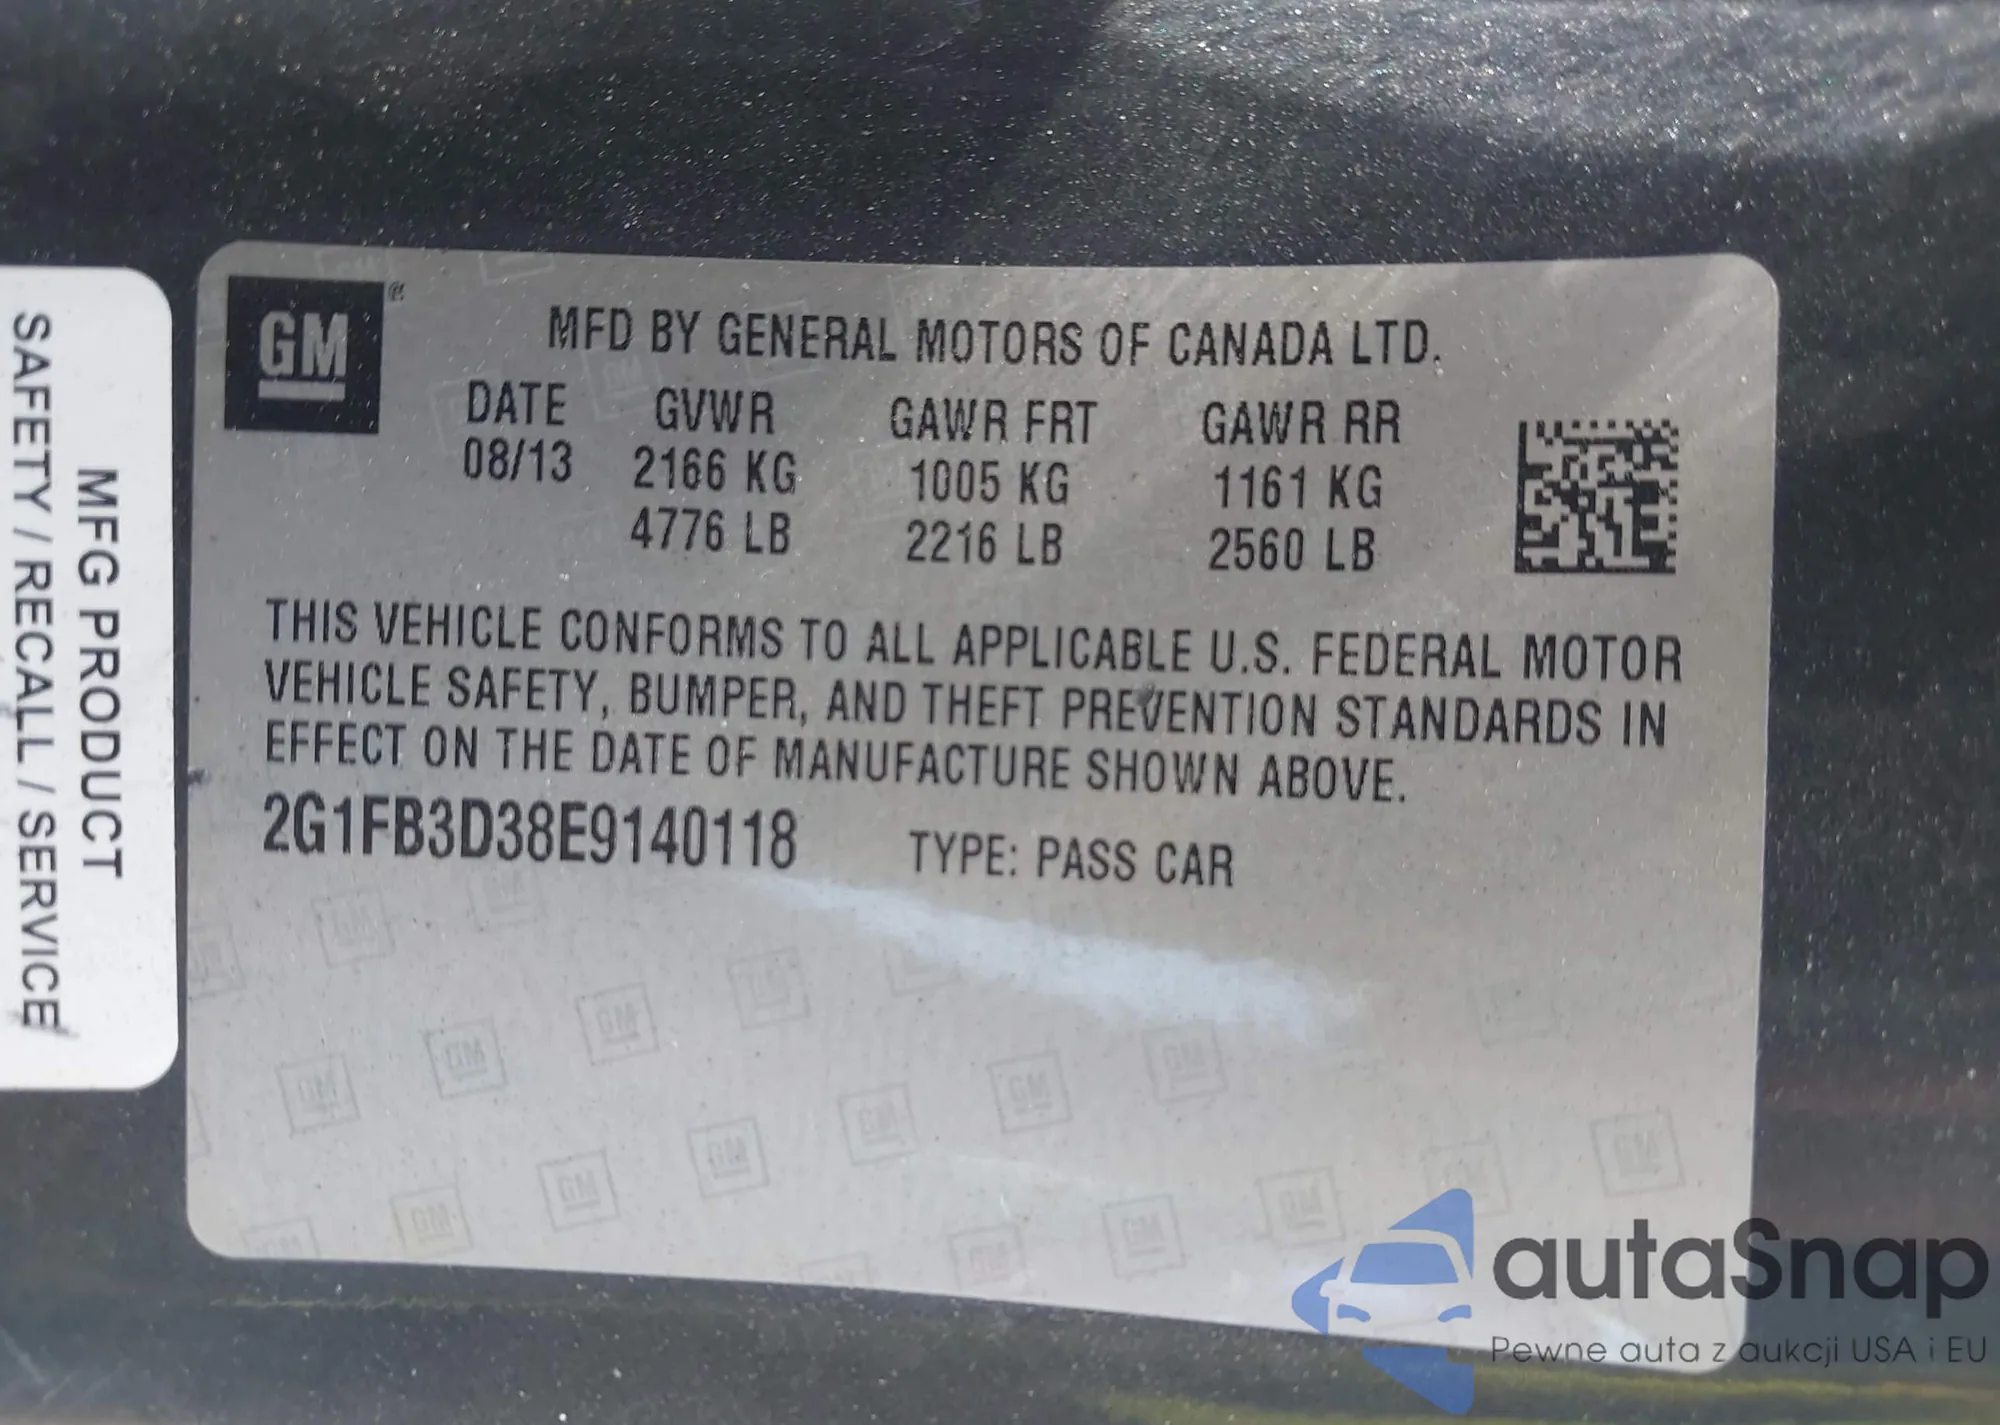 MFG PRODUCT
SAFETY / RECALL / SERVICE
GM
MFD BY GENERAL MOTORS OF CANADA LTD.
DATE GVWR GAWR FRT GAWR RR
08/13 2166 KG 1005 KG 1161 KG
4776 LB 2216 LB 2560 LB
THIS VEHICLE CONFORMS TO ALL APPLICABLE U.S. FEDERAL MOTOR
VEHICLE SAFETY, BUMPER, AND THEFT PREVENTION STANDARDS IN
EFFECT ON THE DATE OF MANUFACTURE SHOWN ABOVE.
2G1FB3D38E9140118 TYPE: PASS CAR
autaSnap
Pewne auta z aukcji USA i EU